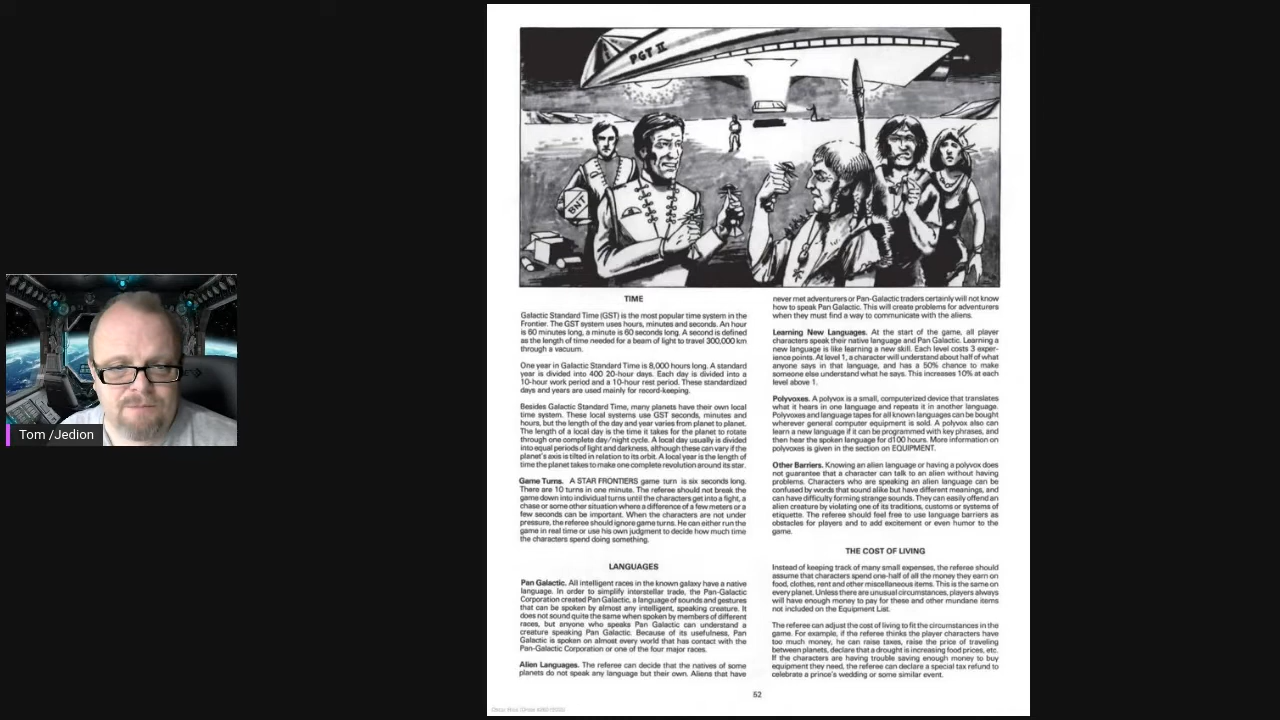 PGT II
BNT
Tom /Jedion
TIME
Galactic Standard Time (GST) is the most popular time system in the
Frontier. The GST system uses hours, minutes and seconds. An hour
is 60 minutes long, a minute is 60 seconds long. A second is defined
as the length of time needed for a beam of light to travel 300,000 km
through a vacuum.
One year in Galactic Standard Time is 8,000 hours long. A standard
year is divided into 400 20-hour days. Each day is divided into a
10-hour work period and a 10-hour rest period. These standardized
days and years are used mainly for record-keeping.
Besides Galactic Standard Time, many planets have their own local
time system. These local systems use GST seconds, minutes and
hours, but the length of the day and year varies from planet to planet.
The length of a local day is the time it takes for the planet to rotate
through one complete day/night cycle. A local day usually is divided
into equal periods of light and darkness, although these can vary if the
planet's axis is tilted in relation to its orbit. A local year is the length of
time the planet takes to make one complete revolution around its star.
Game Turns. A STAR FRONTIERS game turn is six seconds long.
There are 10 turns in one minute. The referee should not break the
game down into individual turns until the characters get into a fight, a
chase or some other situation where a difference of a few meters or a
few seconds can be important. When the characters are not under
pressure, the referee should ignore game turns. He can either run the
game in real time or use his own judgment to decide how much time
the characters spend doing something.
LANGUAGES
Pan Galactic. All intelligent races in the known galaxy have a native
language. In order to simplify interstellar trade, the Pan-Galactic
Corporation created Pan Galactic, a language of sounds and gestures
that can be spoken by almost any intelligent, speaking creature. It
does not sound quite the same when spoken by members of different
races, but anyone who speaks Pan Galactic can understand a
creature speaking Pan Galactic. Because of its usefulness, Pan
Galactic is spoken on almost every world that has contact with the
Pan-Galactic Corporation or one of the four major races.
Alien Languages. The referee can decide that the natives of some
planets do not speak any language but their own. Aliens that have
never met adventurers or Pan-Galactic traders certainly will not know
how to speak Pan Galactic. This will create problems for adventurers
when they must find a way to communicate with the aliens.
Learning New Languages. At the start of the game, all player
characters speak their native language and Pan Galactic. Learning a
new language is like learning a new skill. Each level costs 3 exper-
ience points. At level 1, a character will understand about half of what
anyone says in that language, and has a 50% chance to make
someone else understand what he says. This increases 10% at each
level above 1.
Polyvoxes. A polyvox is a small, computerized device that translates
what it hears in one language and repeats it in another language.
Polyvoxes and language tapes for all known languages can be bought
wherever general computer equipment is sold. A polyvox also can
learn a new language if it can be programmed with key phrases, and
then hear the spoken language for d100 hours. More information on
polyvoxes is given in the section on EQUIPMENT.
Other Barriers. Knowing an alien language or having a polyvox does
not guarantee that a character can talk to an alien without having
problems. Characters who are speaking an alien language can be
confused by words that sound alike but have different meanings, and
can have difficulty forming strange sounds. They can easily offend an
alien creature by violating one of its traditions, customs or systems of
etiquette. The referee should feel free to use language barriers as
obstacles for players and to add excitement or even humor to the
game.
THE COST OF LIVING
Instead of keeping track of many small expenses, the referee should
assume that characters spend one-half of all the money they earn on
food, clothes, rent and other miscellaneous items. This is the same on
every planet. Unless there are unusual circumstances, players always
will have enough money to pay for these and other mundane items
not included on the Equipment List.
The referee can adjust the cost of living to fit the circumstances in the
game. For example, if the referee thinks the player characters have
too much money, he can raise taxes, raise the price of traveling
between planets, declare that a drought is increasing food prices, etc.
If the characters are having trouble saving enough money to buy
equipment they need, the referee can declare a special tax refund to
celebrate a prince's wedding or some similar event.
52